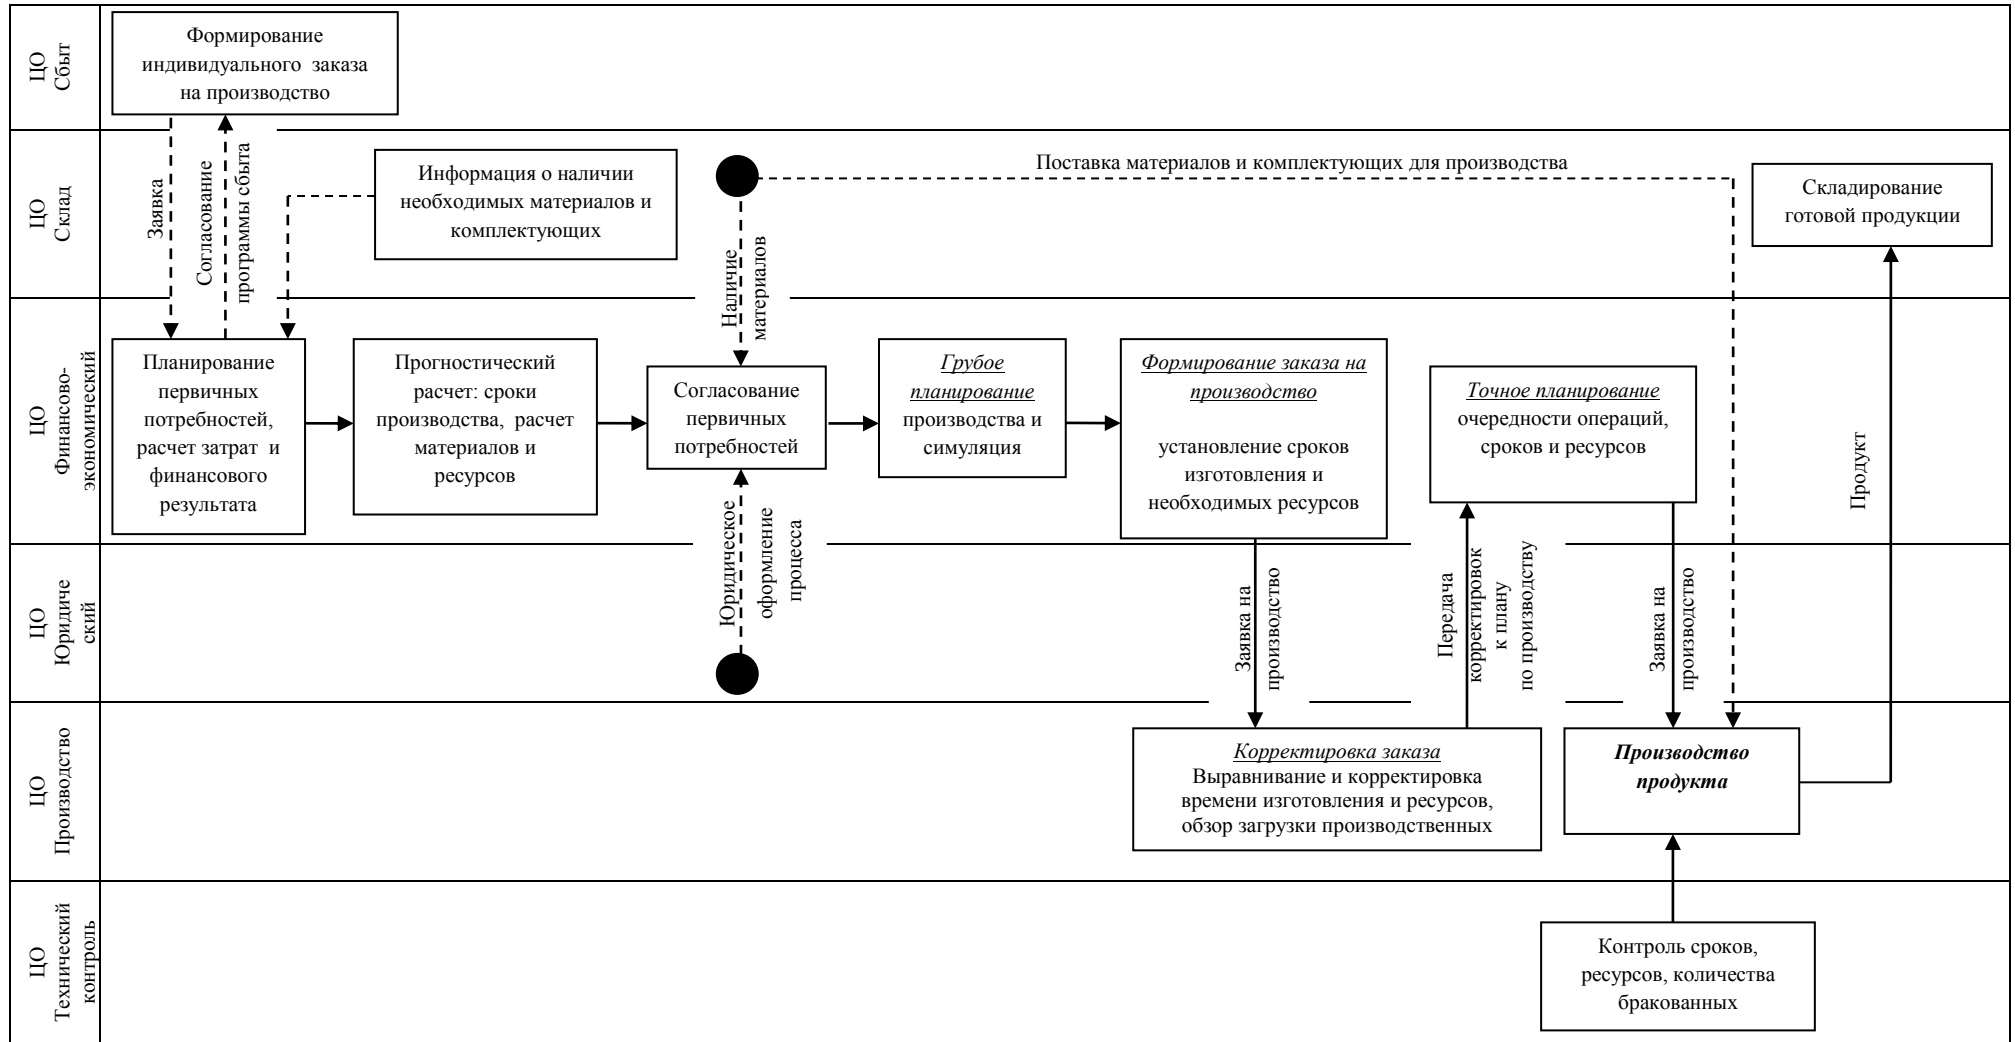 ЦО
Сбыт
Формирование
индивидуального заказа
на производство
ЦО
Склад
Заявка
Согласование
программы сбыта
Информация о наличии
необходимых материалов и
комплектующих
Наличие
материалов
Поставка материалов и комплектующих для производства
Складирование
готовой продукции
ЦО
Финансово-
экономический
Планирование
первичных
потребностей,
расчет затрат и
финансового
результата
Прогностический
расчет: сроки
производства, расчет
материалов и
ресурсов
Согласование
первичных
потребностей
Грубое
планирование
производства и
симуляция
Формирование заказа на
производство
установление сроков
изготовления и
необходимых ресурсов
Точное планирование
очередности операций,
сроков и ресурсов
Продукт
ЦО
Юридиче
ский
Юридическое
оформление
процесса
Заявка на
производство
Передача
корректировок
к плану
по производству
Заявка на
производство
ЦО
Производство
Корректировка заказа
Выравнивание и корректировка
времени изготовления и ресурсов,
обзор загрузки производственных
Производство
продукта
ЦО
Технический
контроль
Контроль сроков,
ресурсов, количества
бракованных